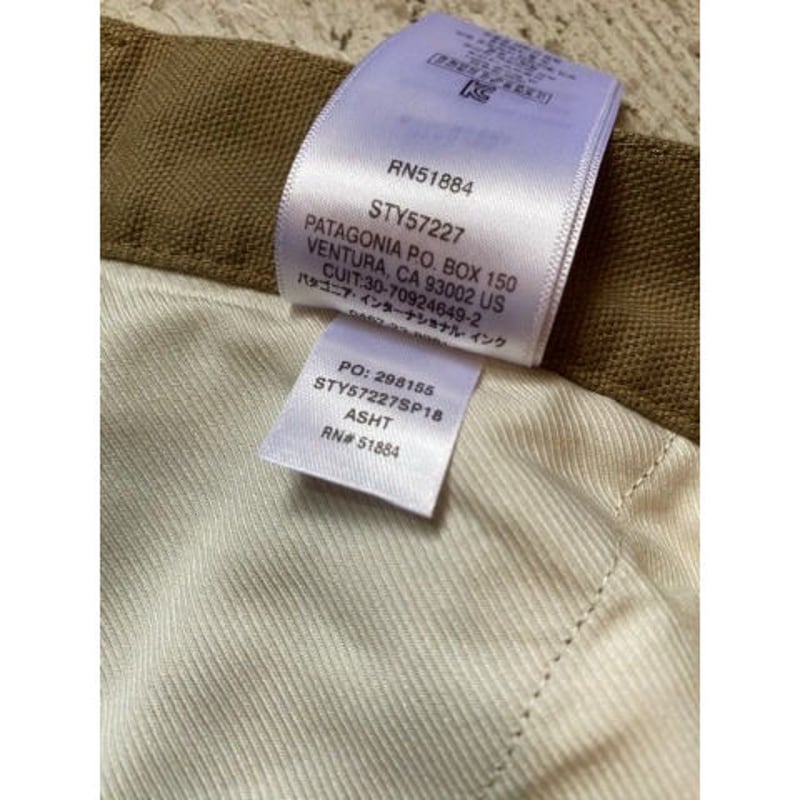 RN51884
STY57227
PATAGONIA P.O. BOX 150
VENTURA, CA 93002 US
CUIT:30-70924649-2
パタゴニア・インターナショナル・インク
PO: 298155
STY57227SP18
ASHT
RN# 51884